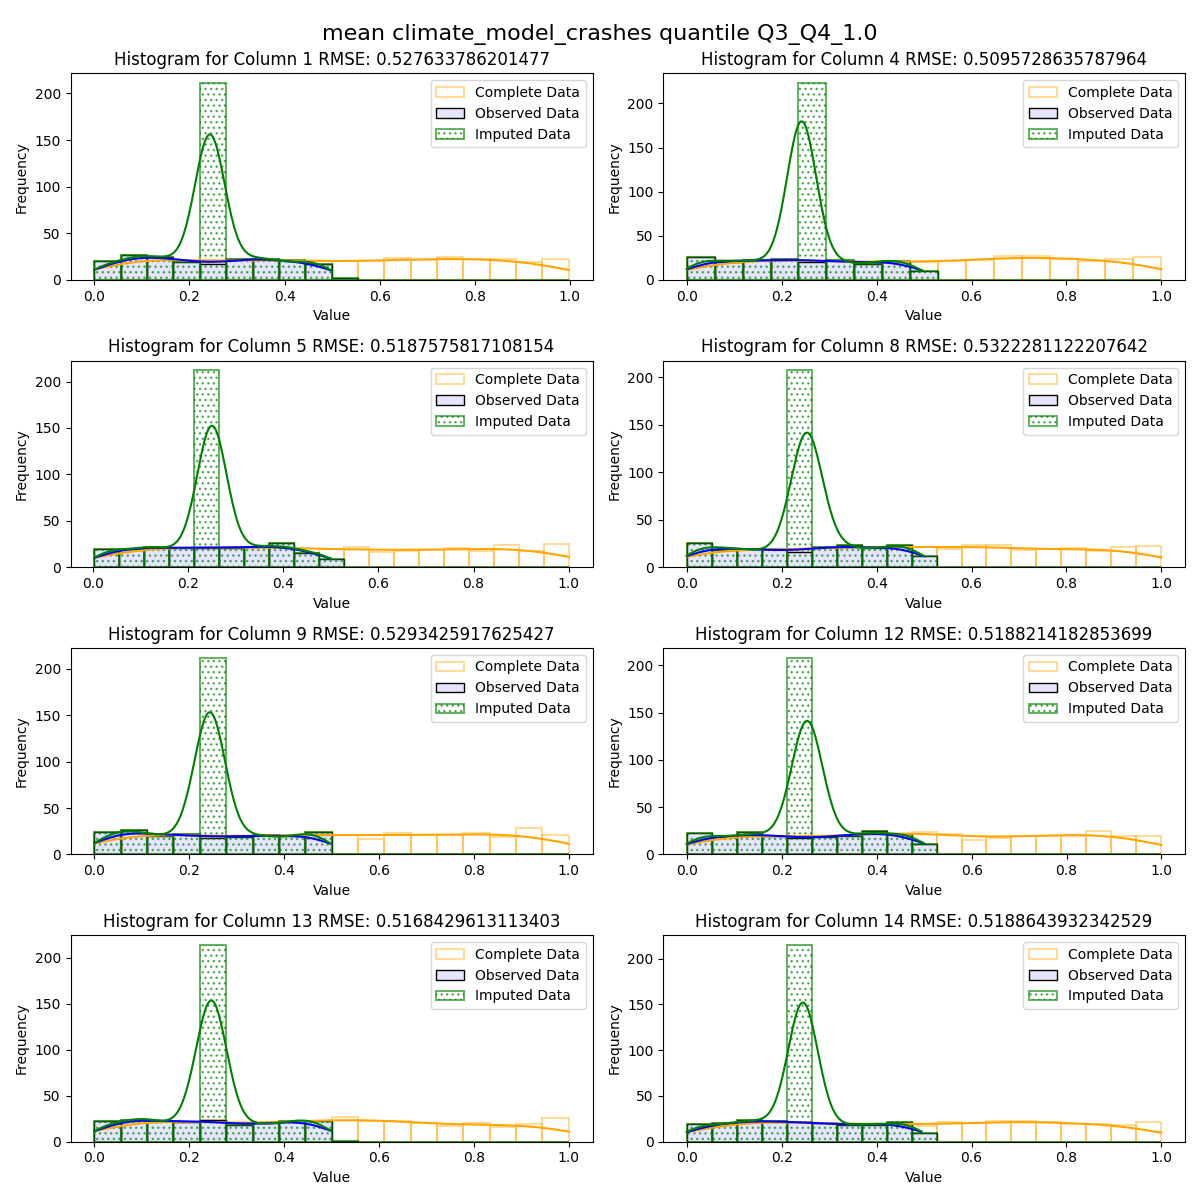 mean climate_model_crashes quantile Q3_Q4_1.0
Histogram for Column 1 RMSE: 0.527633786201477
Frequency
200
150
100
50
0
0.0 0.2 0.4 0.6 0.8 1.0
Value
Complete Data
Observed Data
Imputed Data
Histogram for Column 4 RMSE: 0.5095728635787964
Frequency
200
150
100
50
0
0.0 0.2 0.4 0.6 0.8 1.0
Value
Complete Data
Observed Data
Imputed Data
Histogram for Column 5 RMSE: 0.5187575817108154
Frequency
200
150
100
50
0
0.0 0.2 0.4 0.6 0.8 1.0
Value
Complete Data
Observed Data
Imputed Data
Histogram for Column 8 RMSE: 0.5322281122207642
Frequency
200
150
100
50
0
0.0 0.2 0.4 0.6 0.8 1.0
Value
Complete Data
Observed Data
Imputed Data
Histogram for Column 9 RMSE: 0.5293425917625427
Frequency
200
150
100
50
0
0.0 0.2 0.4 0.6 0.8 1.0
Value
Complete Data
Observed Data
Imputed Data
Histogram for Column 12 RMSE: 0.5188214182853699
Frequency
200
150
100
50
0
0.0 0.2 0.4 0.6 0.8 1.0
Value
Complete Data
Observed Data
Imputed Data
Histogram for Column 13 RMSE: 0.5168429613113403
Frequency
200
150
100
50
0
0.0 0.2 0.4 0.6 0.8 1.0
Value
Complete Data
Observed Data
Imputed Data
Histogram for Column 14 RMSE: 0.5188643932342529
Frequency
200
150
100
50
0
0.0 0.2 0.4 0.6 0.8 1.0
Value
Complete Data
Observed Data
Imputed Data